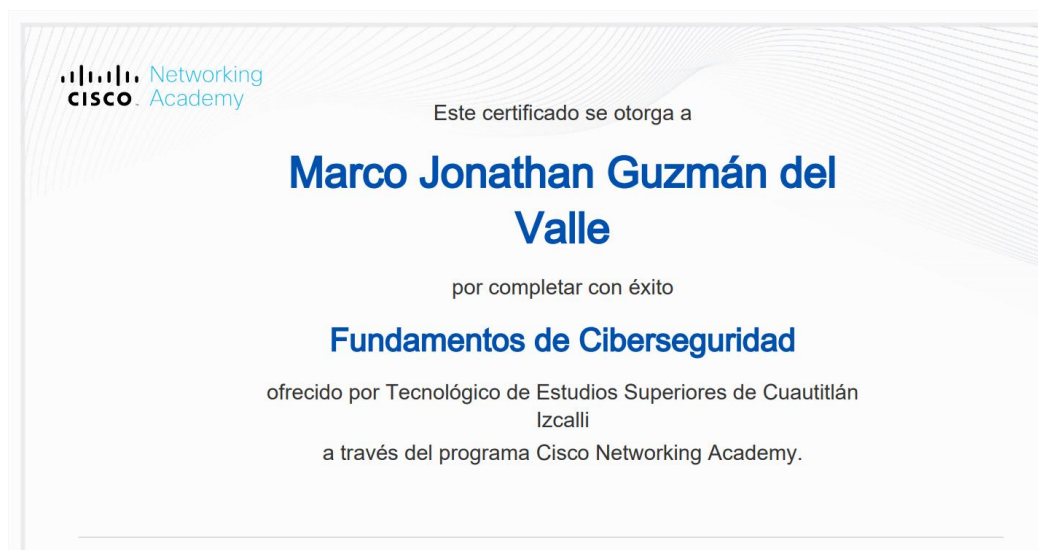 Networking
CISCO Academy
Este certificado se otorga a
Marco Jonathan Guzmán del
Valle
por completar con éxito
Fundamentos de Ciberseguridad
ofrecido por Tecnológico de Estudios Superiores de Cuautitlán
Izcalli
a través del programa Cisco Networking Academy.